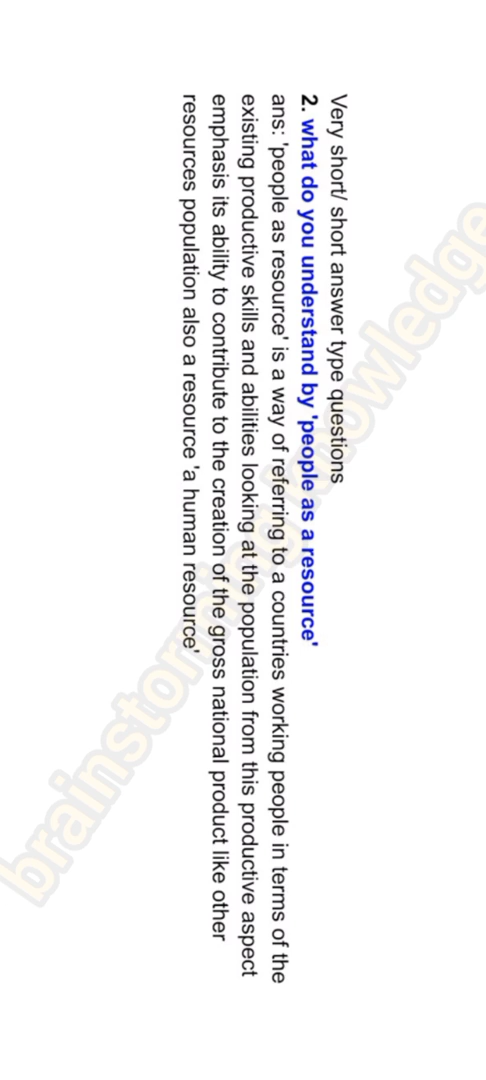 Very short/ short answer type questions
2. what do you understand by 'people as a resource'
ans: 'people as resource' is a way of referring to a countries working people in terms of the
existing productive skills and abilities looking at the population from this productive aspect
emphasis its ability to contribute to the creation of the gross national product like other
resources population also a resource 'a human resource'
brainstorming knowledge